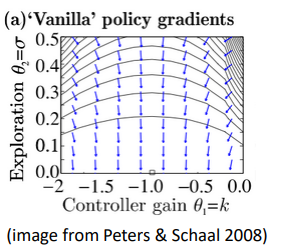 (a)'Vanilla' policy gradients
Exploration θ₂=σ
0.5
0.4
0.3
0.2
0.1
0.0
−2 −1.5 −1.0 −0.5 0.0
Controller gain θ₁=k
(image from Peters & Schaal 2008)